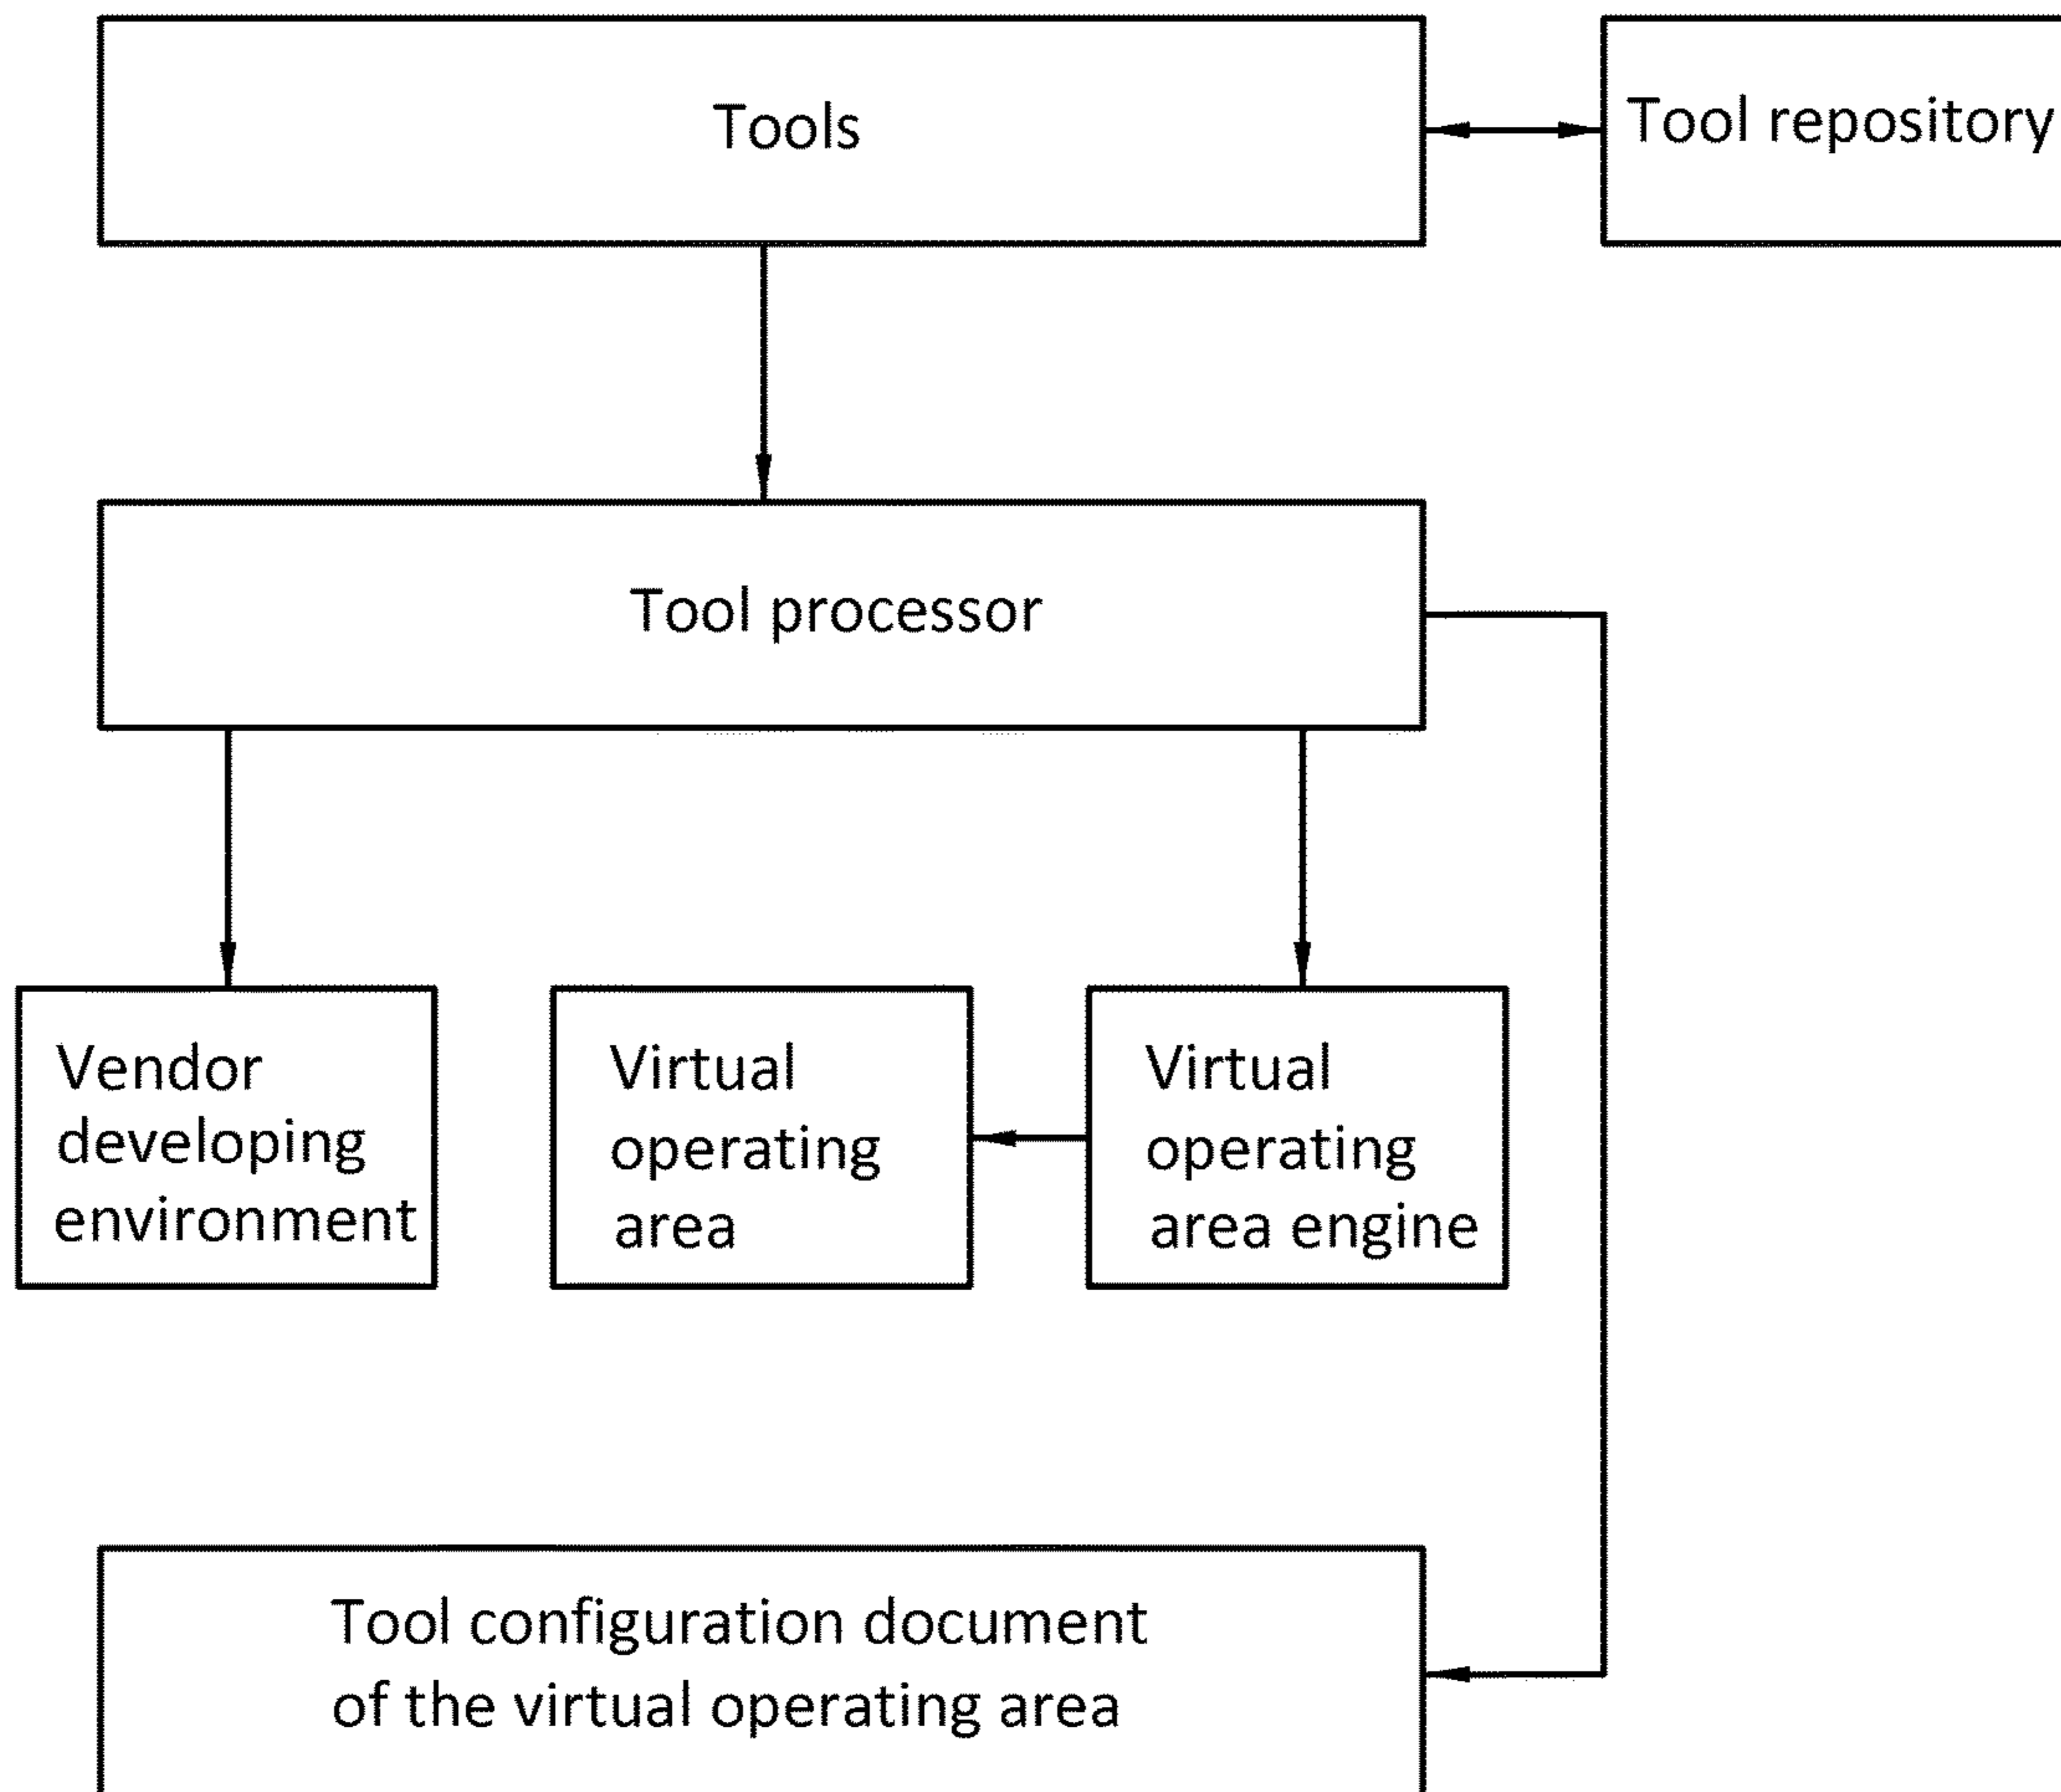 Tools
Tool repository
Tool processor
Vendor
developing
environment
Virtual
operating
area
Virtual
operating
area engine
Tool configuration document
of the virtual operating area